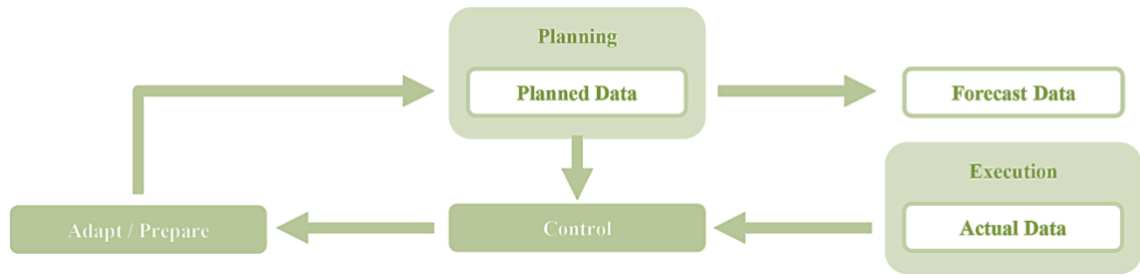 Planning
Planned Data
Forecast Data
Execution
Adapt / Prepare
Control
Actual Data